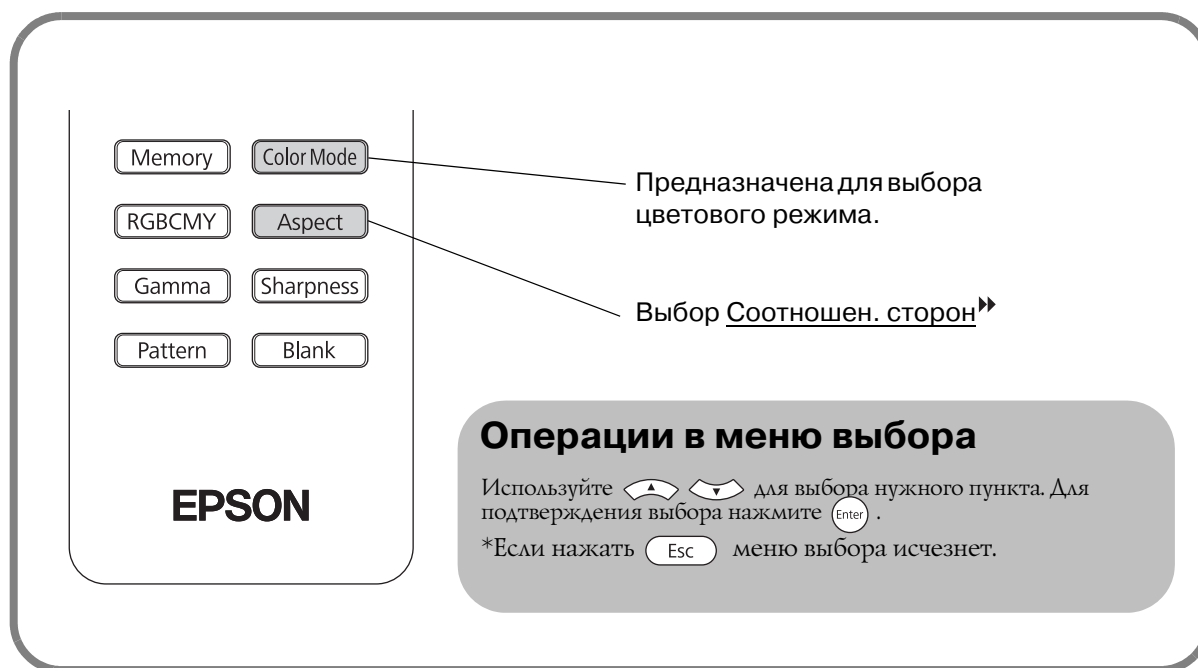 Memory Color Mode
Предназначена для выбора
цветового режима.
RGBCMY Aspect
Gamma Sharpness
Выбор Соотношен. сторон
Pattern Blank
EPSON
Операции в меню выбора
Используйте для выбора нужного пункта. Для
подтверждения выбора нажмите Enter .
*Если нажать Esc меню выбора исчезнет.